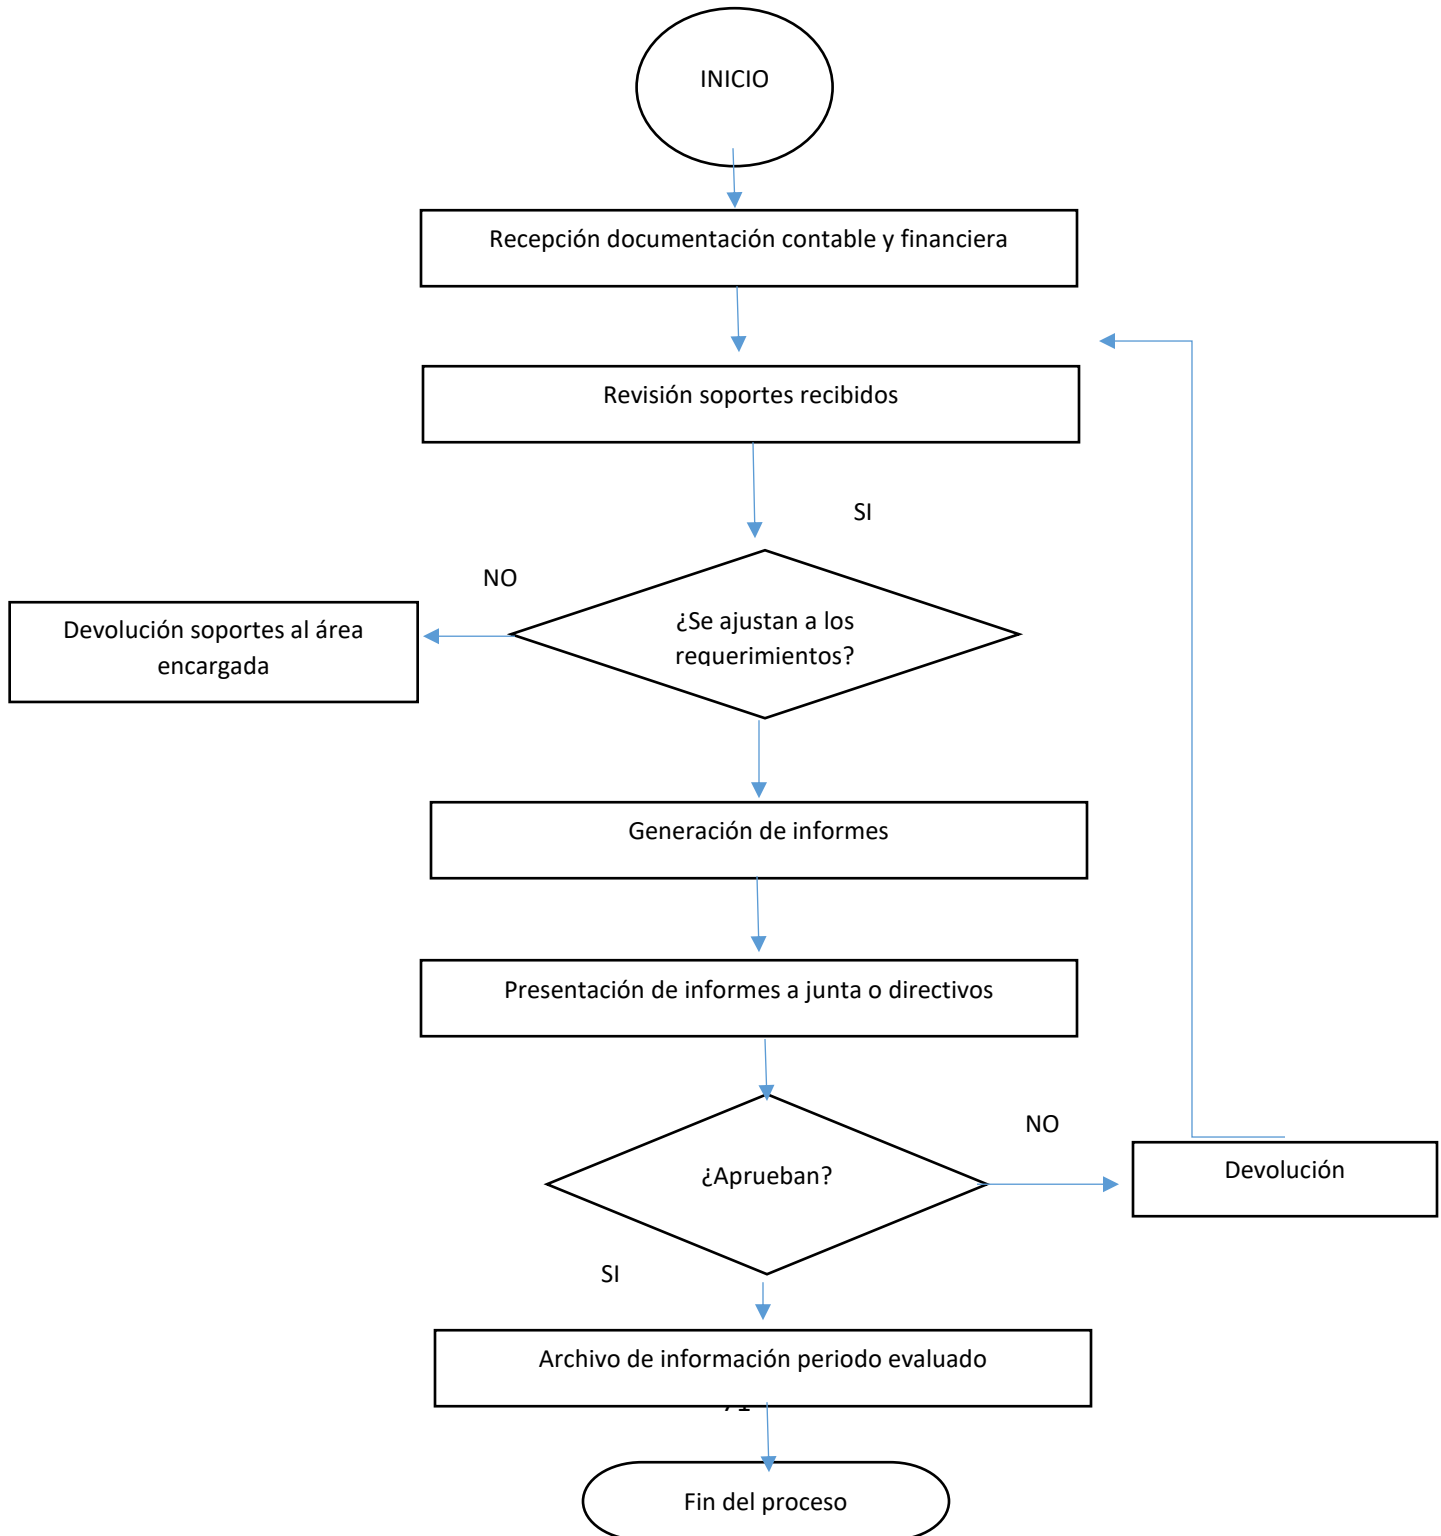 INICIO
Recepción documentación contable y financiera
Revisión soportes recibidos
SI
NO
¿Se ajustan a los
requerimientos?
Devolución soportes al área
encargada
Generación de informes
Presentación de informes a junta o directivos
NO
¿Aprueban?
Devolución
SI
Archivo de información periodo evaluado
Fin del proceso